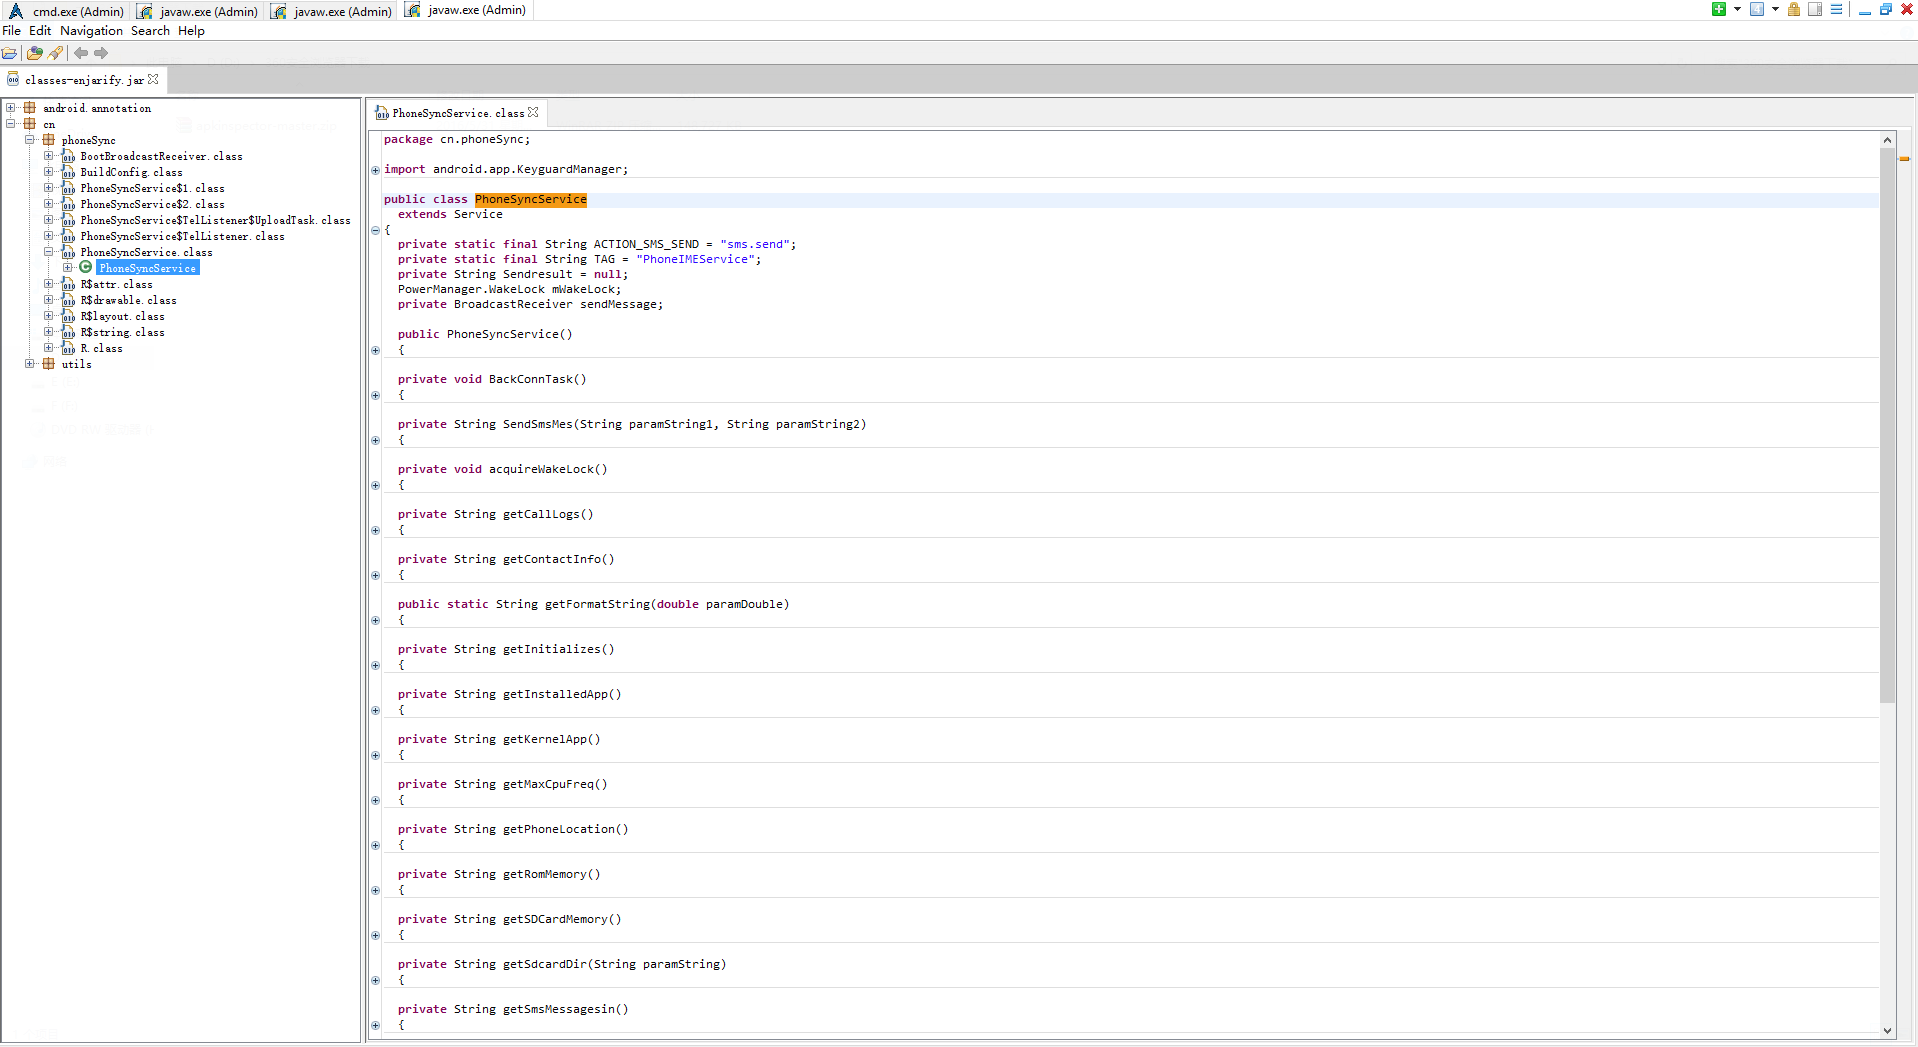 cmd.exe (Admin) javaw.exe (Admin) javaw.exe (Admin) javaw.exe (Admin)
File Edit Navigation Search Help
classes-enjarify.jar
android.annotation
cn
phoneSync
BootBroadcastReceiver.class
BuildConfig.class
PhoneSyncService$1.class
PhoneSyncService$2.class
PhoneSyncService$TelListener$UploadTask.class
PhoneSyncService$TelListener.class
PhoneSyncService.class
PhoneSyncService
R$attr.class
R$drawable.class
R$layout.class
R$string.class
R.class
utils
PhoneSyncService.class
package cn.phoneSync;
import android.app.KeyguardManager;
public class PhoneSyncService
extends Service
{
private static final String ACTION_SMS_SEND = "sms.send";
private static final String TAG = "PhoneIMEService";
private String Sendresult = null;
PowerManager.WakeLock mWakeLock;
private BroadcastReceiver sendMessage;
public PhoneSyncService()
{
private void BackConnTask()
{
private String SendSmsMes(String paramString1, String paramString2)
{
private void acquireWakeLock()
{
private String getCallLogs()
{
private String getContactInfo()
{
public static String getFormatString(double paramDouble)
{
private String getInitializes()
{
private String getInstalledApp()
{
private String getKernelApp()
{
private String getMaxCpuFreq()
{
private String getPhoneLocation()
{
private String getRomMemory()
{
private String getSDCardMemory()
{
private String getSdcardDir(String paramString)
{
private String getSmsMessagesin()
{